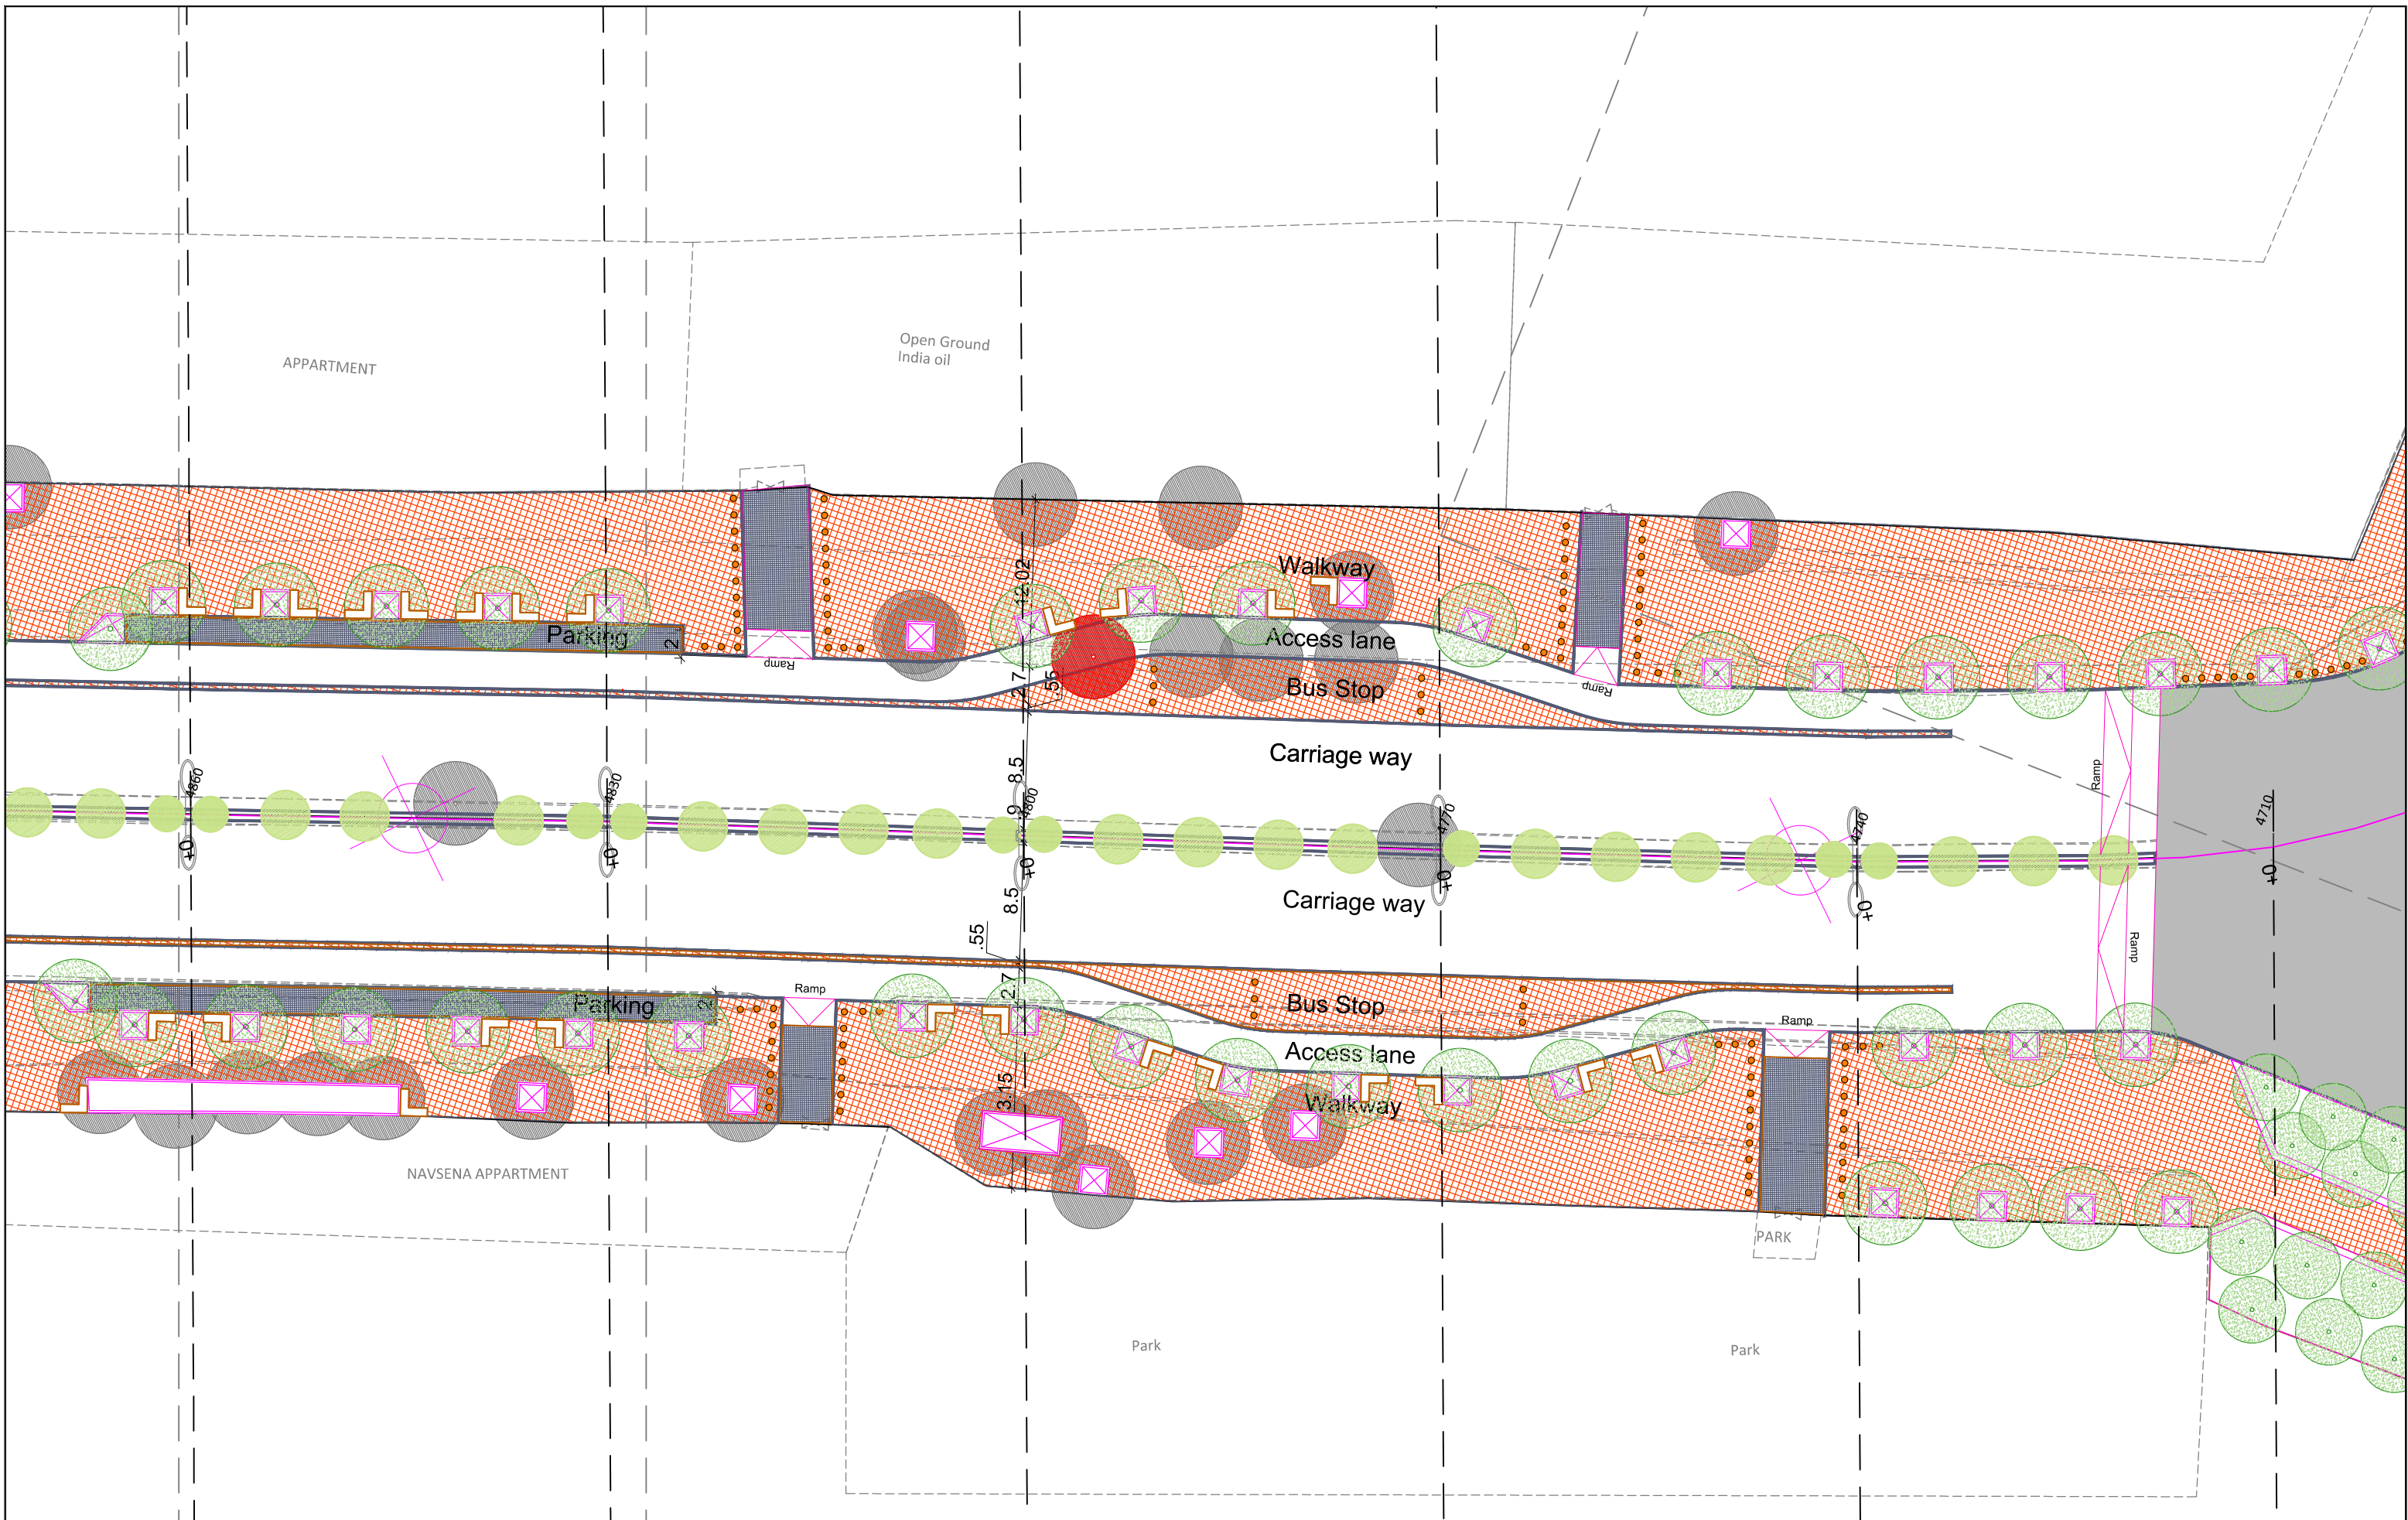 Open Ground
India oil
APPARTMENT
Walkway
12.02
Parking
2
Access lane
Ramp
Ramp
2.7
.55
Bus Stop
Carriage way
8.5
Ramp
4860
4830
.9
4800
4770
4740
4710
+0
+0
+0
+0
+0
+0
8.5
Carriage way
.55
Ramp
2.7
Ramp
Parking
2
Bus Stop
Ramp
Access lane
3.15
Walkway
NAVSENA APPARTMENT
PARK
Park
Park